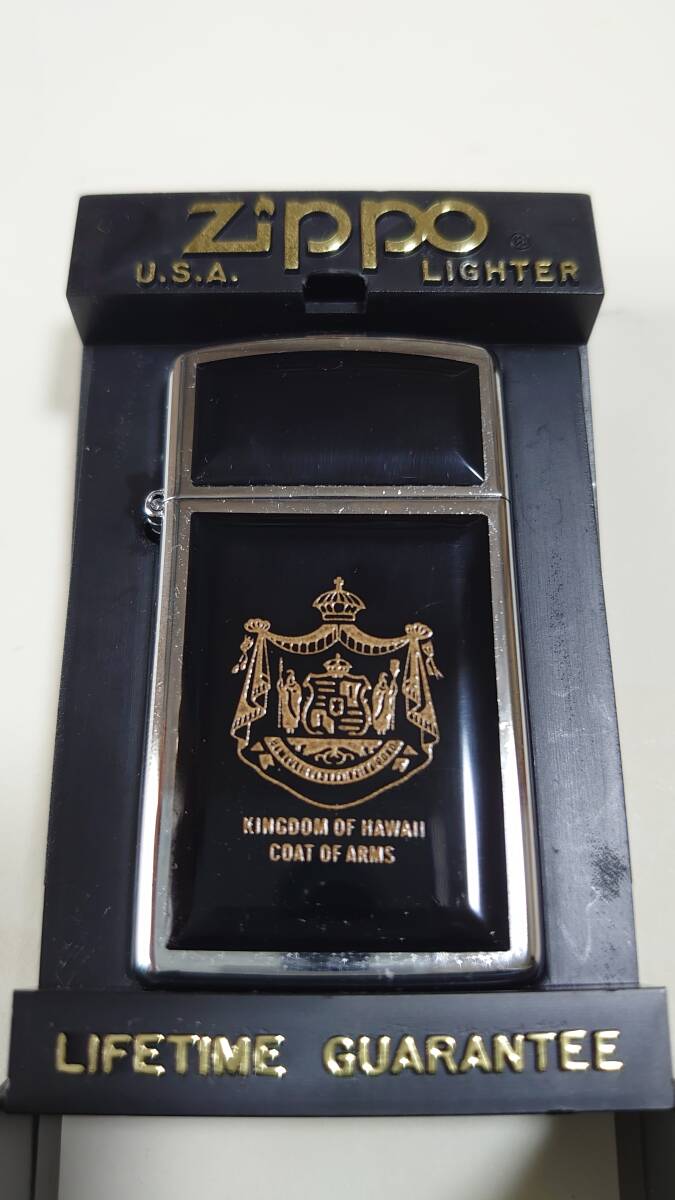 Zippo
U.S.A. LIGHTER
KINGDOM OF HAWAII
COAT OF ARMS
LIFETIME GUARANTEE